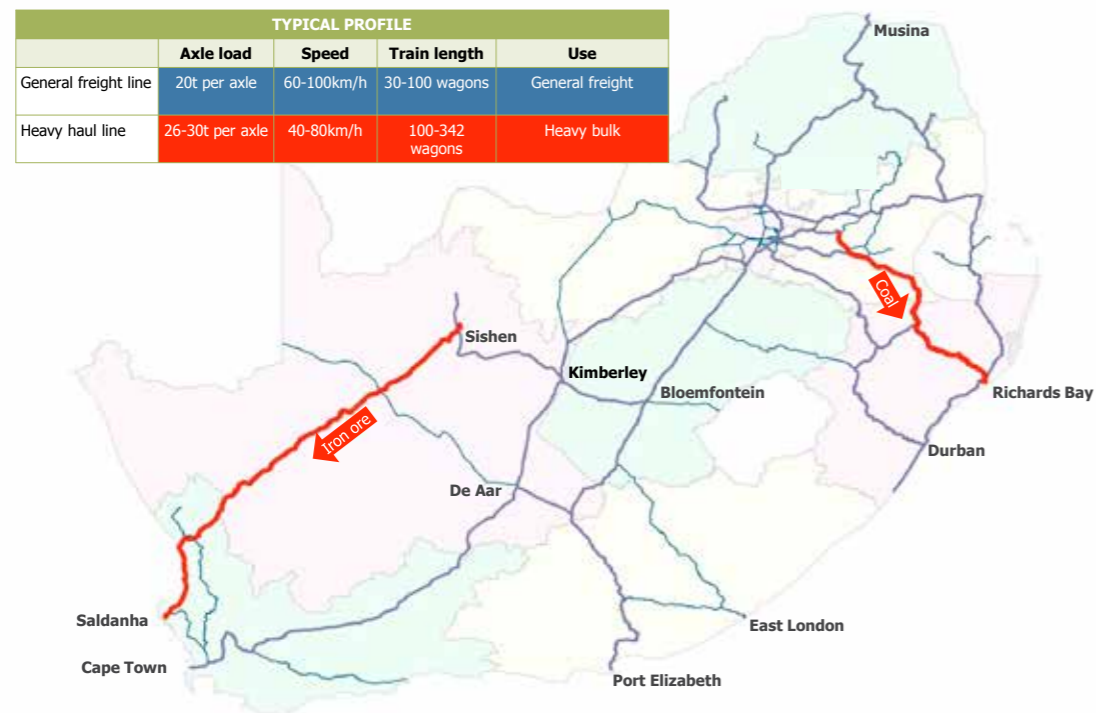 TYPICAL PROFILE
Axle load Speed Train length Use
General freight line 20t per axle 60-100km/h 30-100 wagons General freight
Heavy haul line 26-30t per axle 40-80km/h 100-342 wagons Heavy bulk
Musina
Coal
Sishen
Kimberley
Bloemfontein
Richards Bay
Iron ore
Durban
De Aar
Saldanha
East London
Cape Town
Port Elizabeth